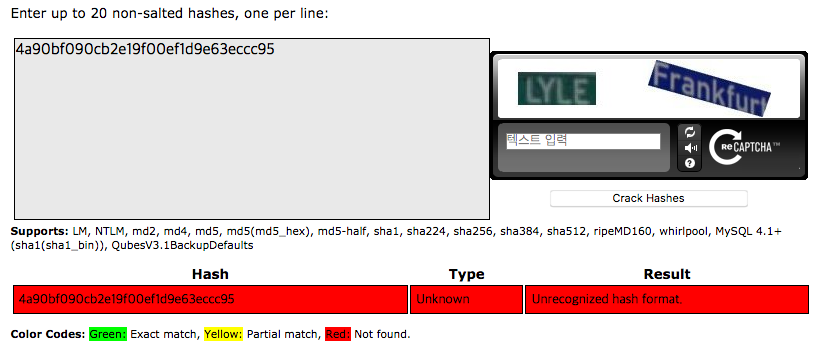 Enter up to 20 non-salted hashes, one per line:
4a90bf090cb2e19f00ef1d9e63eccc95
LYLE
Frankfurt
텍스트 입력
ReCAPTCHA™
Crack Hashes
Supports: LM, NTLM, md2, md4, md5, md5(md5_hex), md5-half, sha1, sha224, sha256, sha384, sha512, ripeMD160, whirlpool, MySQL 4.1+
(sha1(sha1_bin)), QubesV3.1BackupDefaults
Hash Type Result
4a90bf090cb2e19f00ef1d9e63eccc95 Unknown Unrecognized hash format.
Color Codes: Green: Exact match, Yellow: Partial match, Red: Not found.